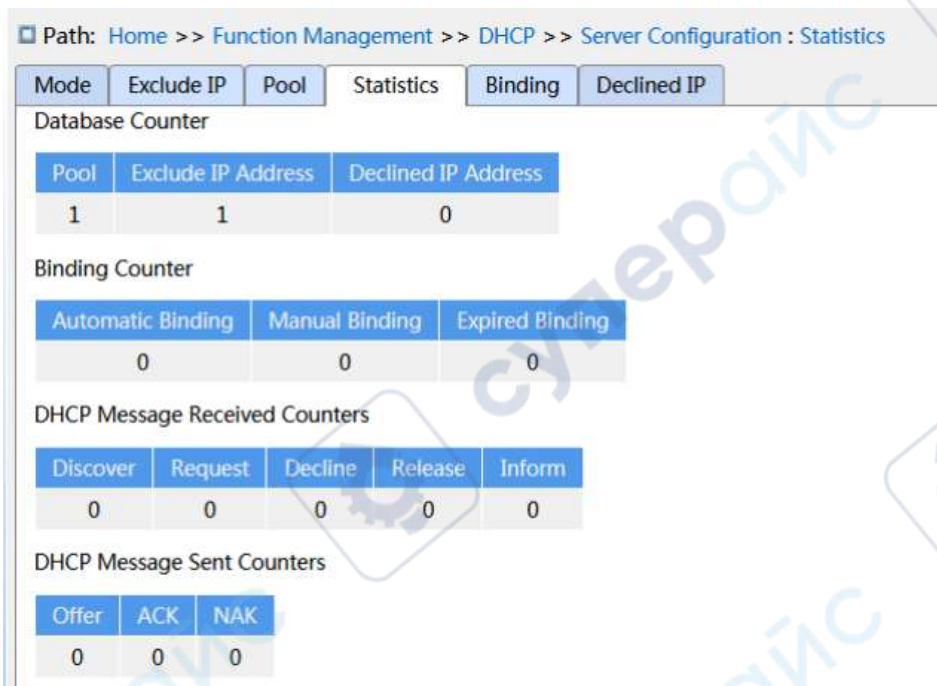 Path: Home >> Function Management >> DHCP >> Server Configuration : Statistics
Mode Exclude IP Pool Statistics Binding Declined IP
Database Counter
Pool Exclude IP Address Declined IP Address
1 1 0
Binding Counter
Automatic Binding Manual Binding Expired Binding
0 0 0
DHCP Message Received Counters
Discover Request Decline Release Inform
0 0 0 0 0
DHCP Message Sent Counters
Offer ACK NAK
0 0 0
суперайс